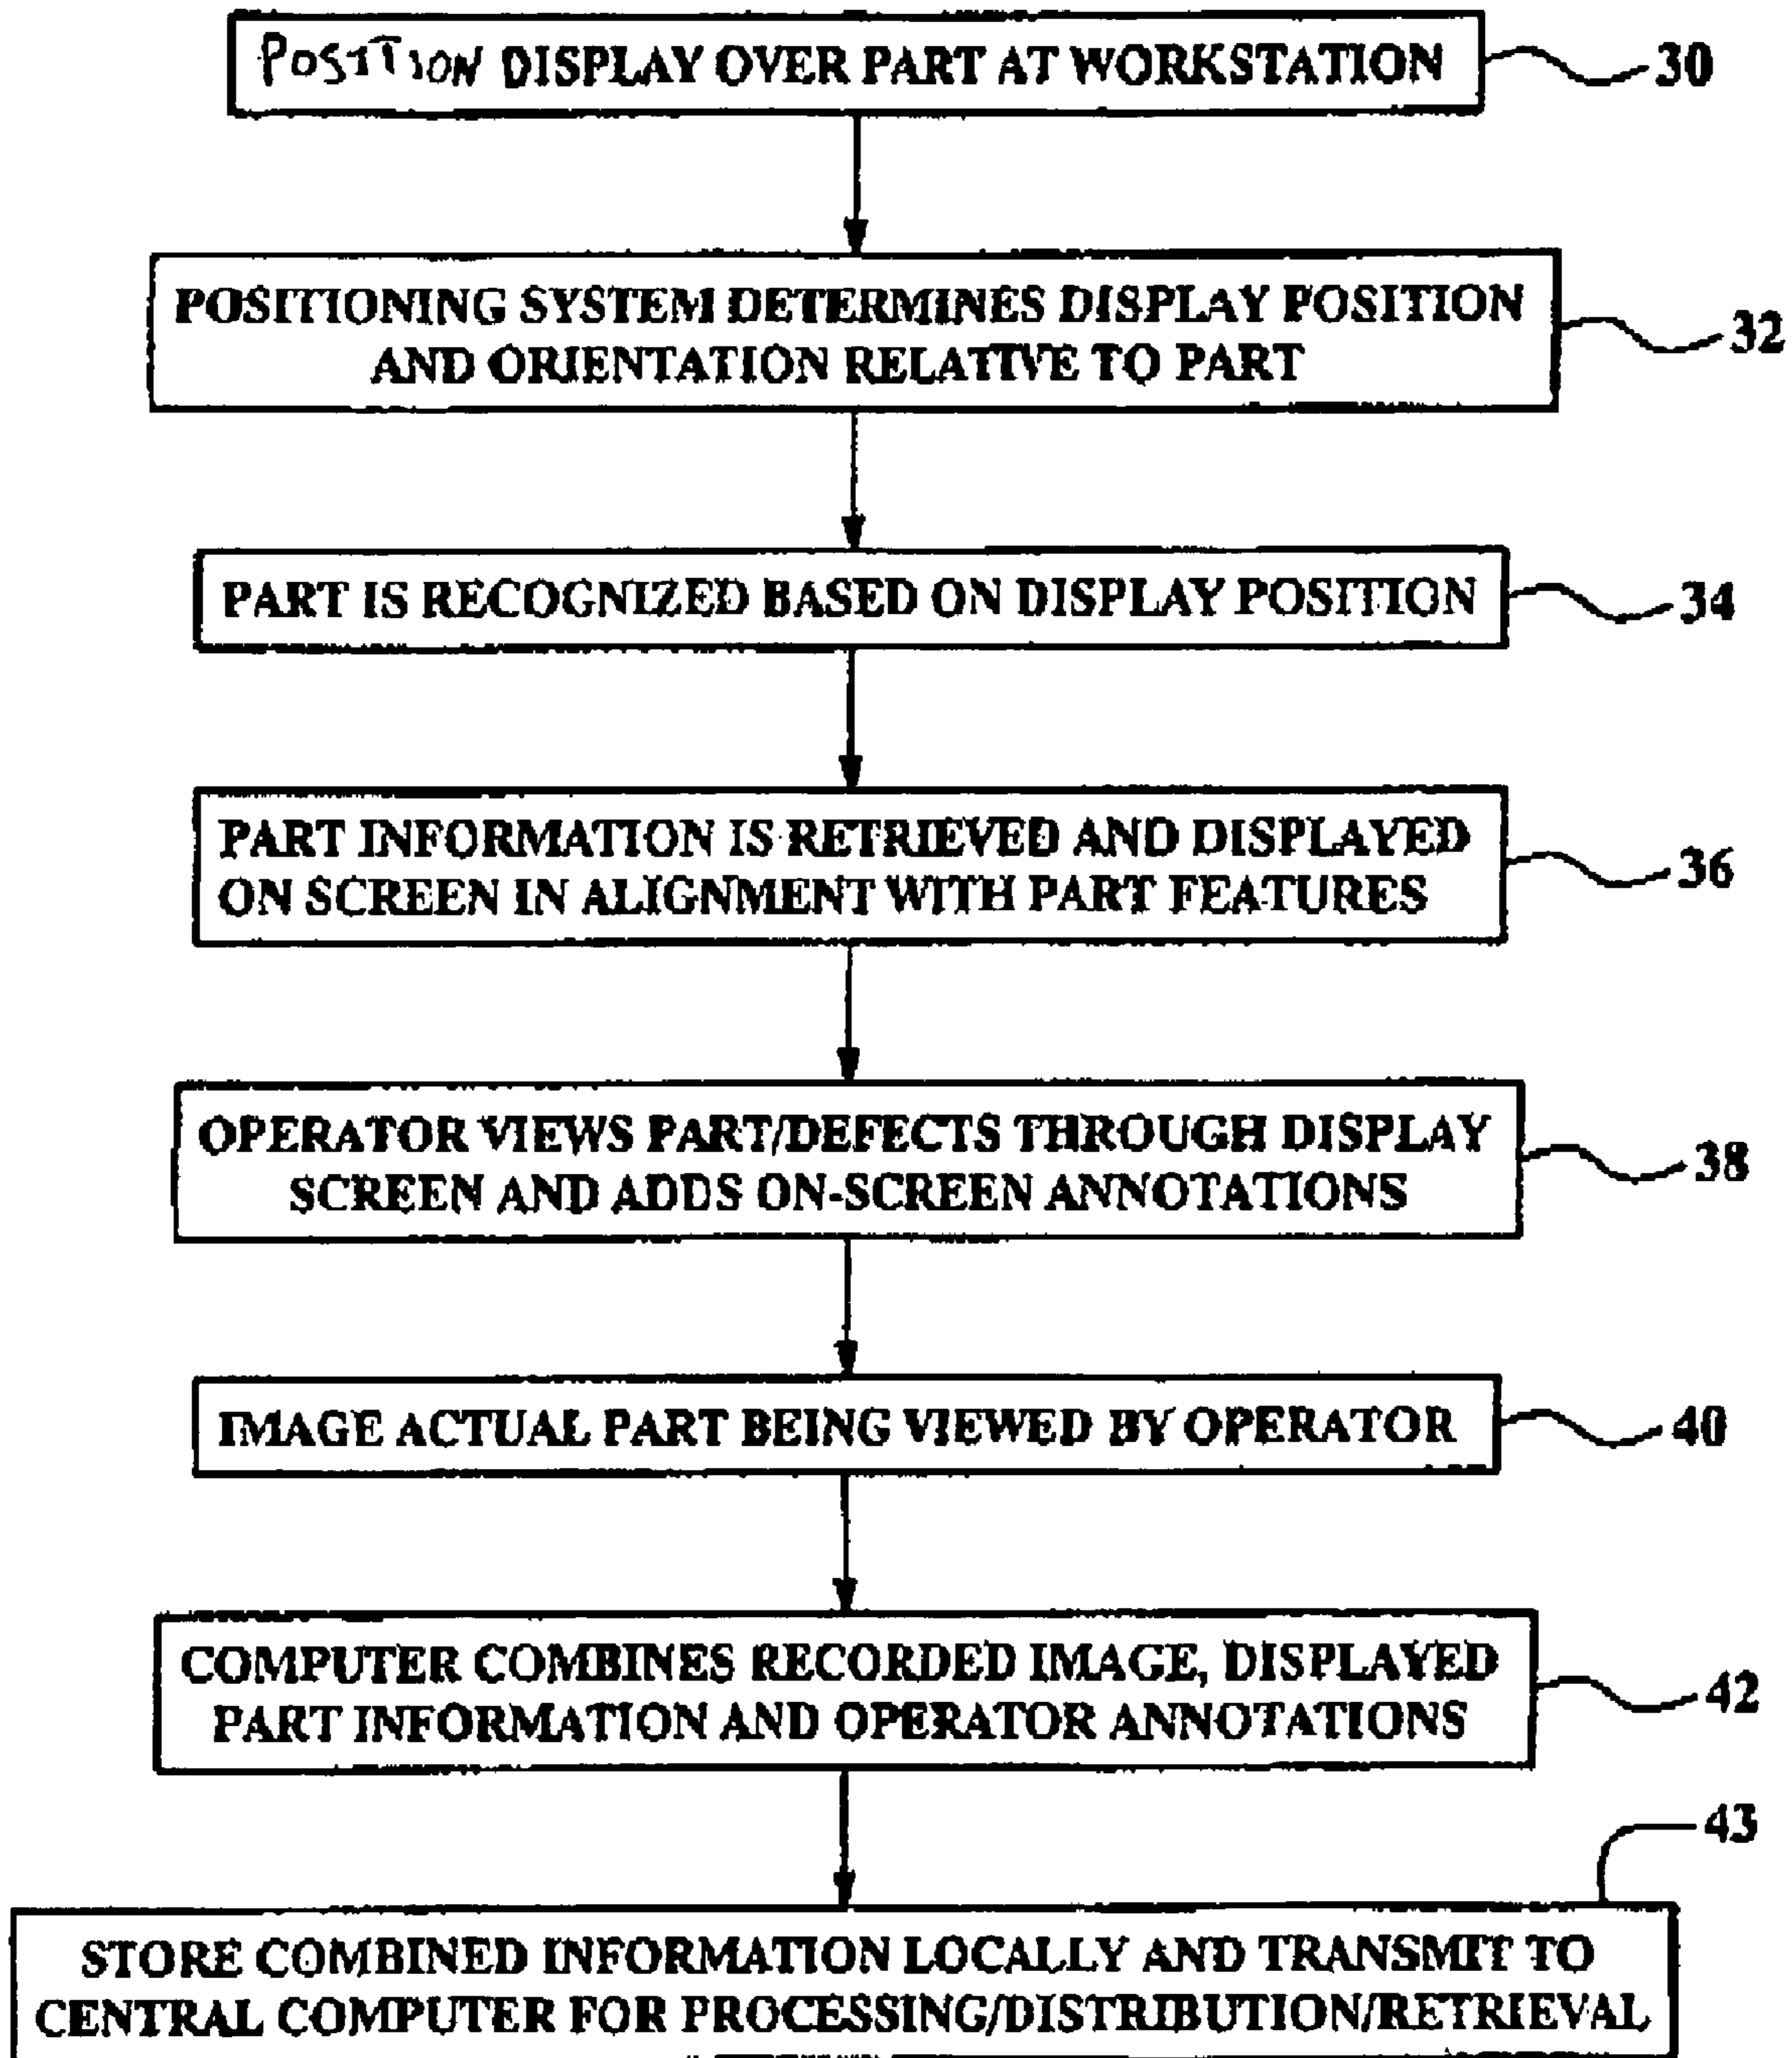 POSITION DISPLAY OVER PART AT WORKSTATION
30
POSITIONING SYSTEM DETERMINES DISPLAY POSITION
AND ORIENTATION RELATIVE TO PART
32
PART IS RECOGNIZED BASED ON DISPLAY POSITION
34
PART INFORMATION IS RETRIEVED AND DISPLAYED
ON SCREEN IN ALIGNMENT WITH PART FEATURES
36
OPERATOR VIEWS PART/DEFECTS THROUGH DISPLAY
SCREEN AND ADDS ON-SCREEN ANNOTATIONS
38
IMAGE ACTUAL PART BEING VIEWED BY OPERATOR
40
COMPUTER COMBINES RECORDED IMAGE, DISPLAYED
PART INFORMATION AND OPERATOR ANNOTATIONS
42
43
STORE COMBINED INFORMATION LOCALLY AND TRANSMIT TO
CENTRAL COMPUTER FOR PROCESSING/DISTRIBUTION/RETRIEVAL